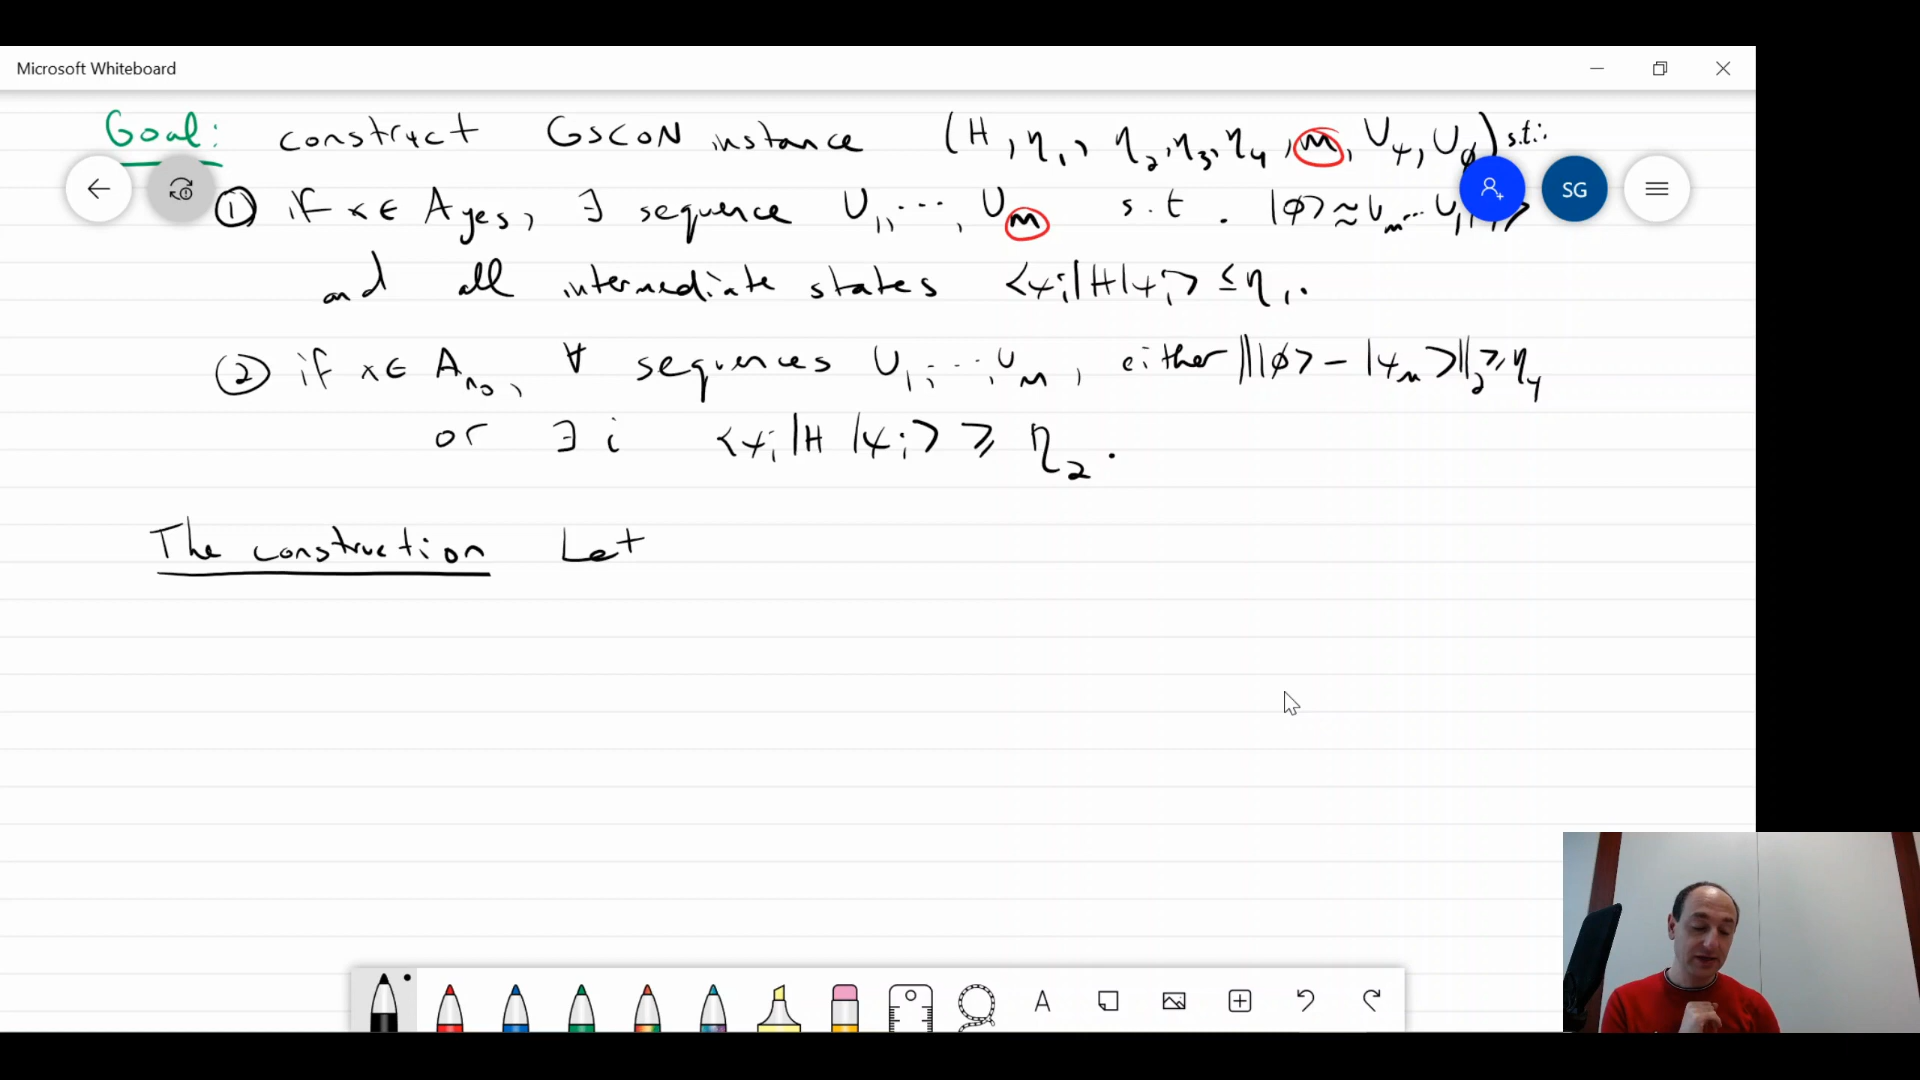 Microsoft Whiteboard
Goal: construct GSCON instance (H, η₁, η₂, η₃, η₄, m, U_ψ, U_φ) s.t.:
① if x ∈ A yes, ∃ sequence U₁, ..., U_m s.t. |φ⟩ ≈ U_m ... U₁
and all intermediate states ⟨ψᵢ|H|ψᵢ⟩ ≤ η₁.
② if x ∈ A no, ∀ sequences U₁, ..., U_m, either || |φ⟩ - |ψ_m⟩ ||₂ ≥ η₄
or ∃ i ⟨ψᵢ|H|ψᵢ⟩ ≥ η₂.
The construction Let
SG
A